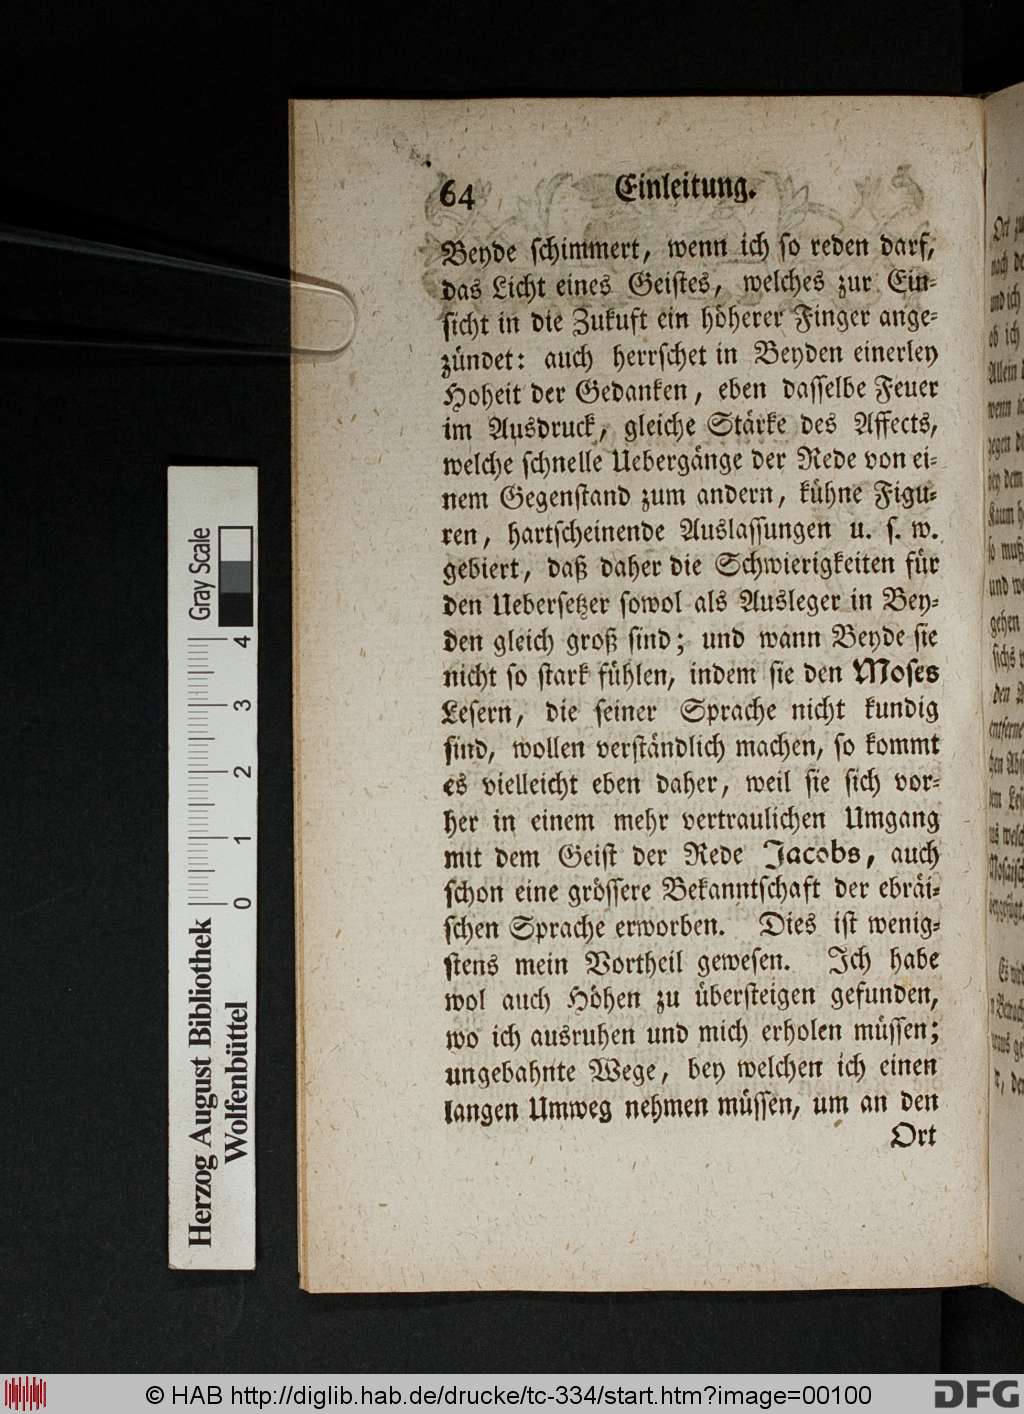 64 Einleitung.
Beyde schimmert, wenn ich so reden darf,
das Licht eines Geistes, welches zur Ein-
sicht in die Zukuft ein höherer Finger ange-
zündet: auch herrschet in Beyden einerley
Hoheit der Gedanken, eben dasselbe Feuer
im Ausdruck, gleiche Stärke des Affects,
welche schnelle Uebergänge der Rede von ei-
nem Gegenstand zum andern, kühne Figu-
ren, hartscheinende Auslassungen u. s. w.
gebiert, daß daher die Schwierigkeiten für
den Uebersetzer sowol als Ausleger in Bey-
den gleich groß sind; und wann Beyde sie
nicht so stark fühlen, indem sie den Moses
Lesern, die seiner Sprache nicht kundig
sind, wollen verständlich machen, so kommt
es vielleicht eben daher, weil sie sich vor-
her in einem mehr vertraulichen Umgang
mit dem Geist der Rede Jacobs, auch
schon eine grössere Bekanntschaft der ebräi-
schen Sprache erworben. Dies ist wenig-
stens mein Vortheil gewesen. Ich habe
wol auch Höhen zu übersteigen gefunden,
wo ich ausruhen und mich erholen müssen;
ungebahnte Wege, bey welchen ich einen
langen Umweg nehmen müssen, um an den
Ort
Herzog August Bibliothek
Wolfenbüttel
0 1 2 3 4
Gray Scale
© HAB http://diglib.hab.de/drucke/tc-334/start.htm?image=00100
DFG